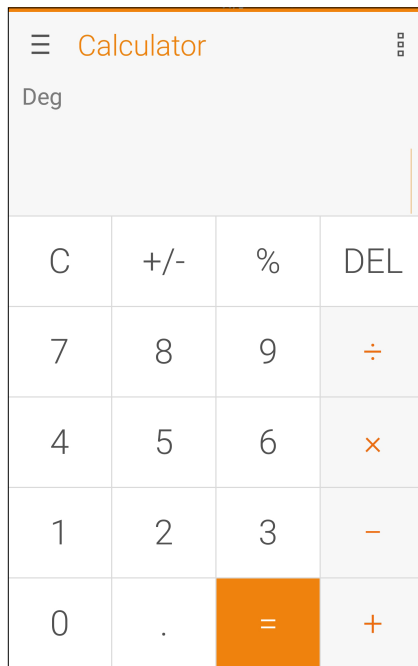 Calculator
Deg
C +/- % DEL
7 8 9 ÷
4 5 6 ×
1 2 3 −
0 . = +